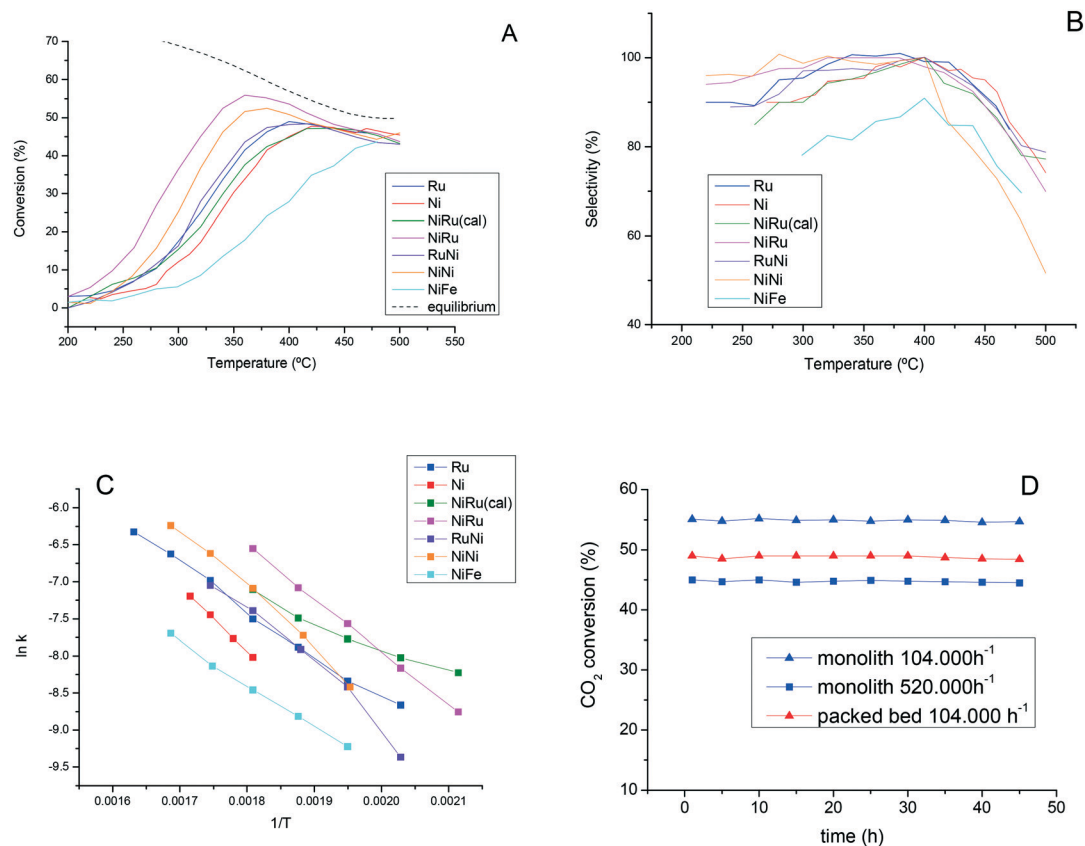 A
70
60
50
40
30
20
10
0
Conversion (%)
200 250 300 350 400 450 500 550
Temperature (ºC)
Ru
Ni
NiRu(cal)
NiRu
RuNi
NiNi
NiFe
equilibrium
B
100
80
60
40
Selectivity (%)
200 250 300 350 400 450 500
Temperature (ºC)
Ru
Ni
NiRu(cal)
NiRu
RuNi
NiNi
NiFe
C
-6.0
-6.5
-7.0
-7.5
-8.0
-8.5
-9.0
-9.5
ln k
0.0016 0.0017 0.0018 0.0019 0.0020 0.0021
1/T
Ru
Ni
NiRu(cal)
NiRu
RuNi
NiNi
NiFe
D
60
50
40
30
20
10
CO2 conversion (%)
0 10 20 30 40 50
time (h)
monolith 104.000h-1
monolith 520.000h-1
packed bed 104.000 h-1